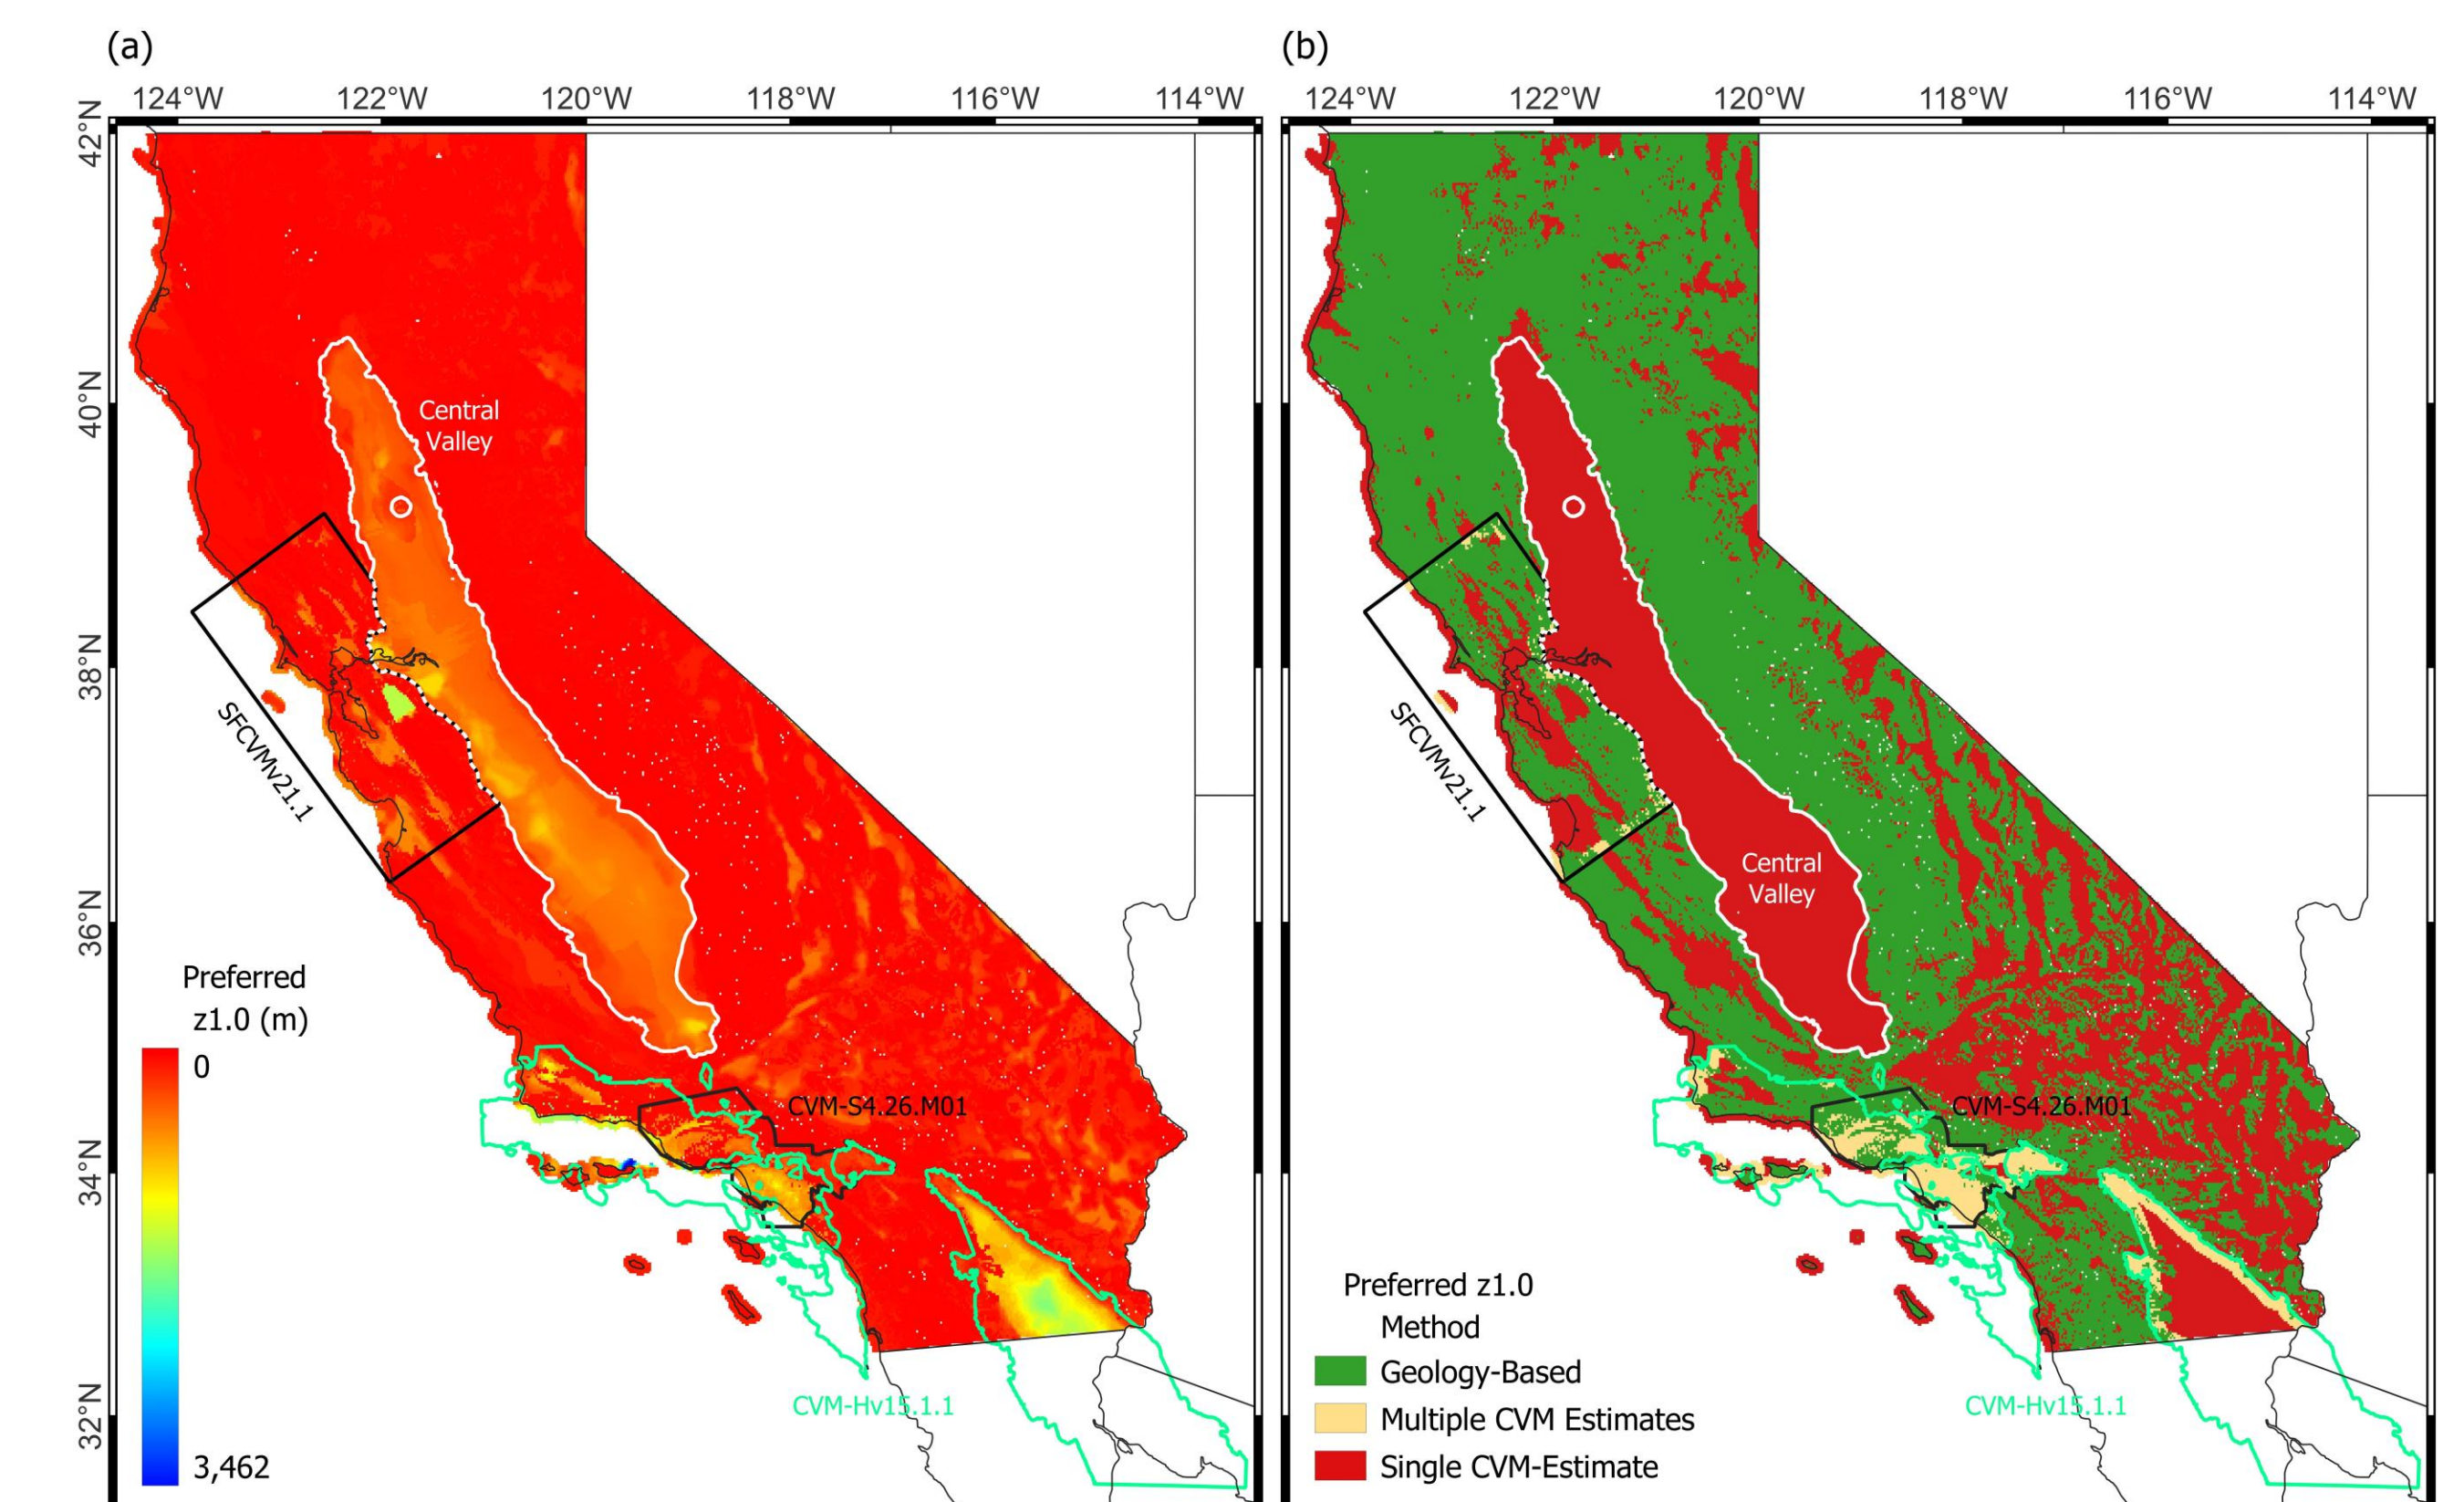 (a)
124°W 122°W 120°W 118°W 116°W 114°W
42°N
40°N
38°N
36°N
34°N
32°N
Central
Valley
SFCVMv21.1
Preferred
z1.0 (m)
0
3,462
CVM-S4.26.M01
CVM-Hv15.1.1
(b)
124°W 122°W 120°W 118°W 116°W 114°W
SFCVMv21.1
Central
Valley
CVM-S4.26.M01
CVM-Hv15.1.1
Preferred z1.0
Method
Geology-Based
Multiple CVM Estimates
Single CVM-Estimate